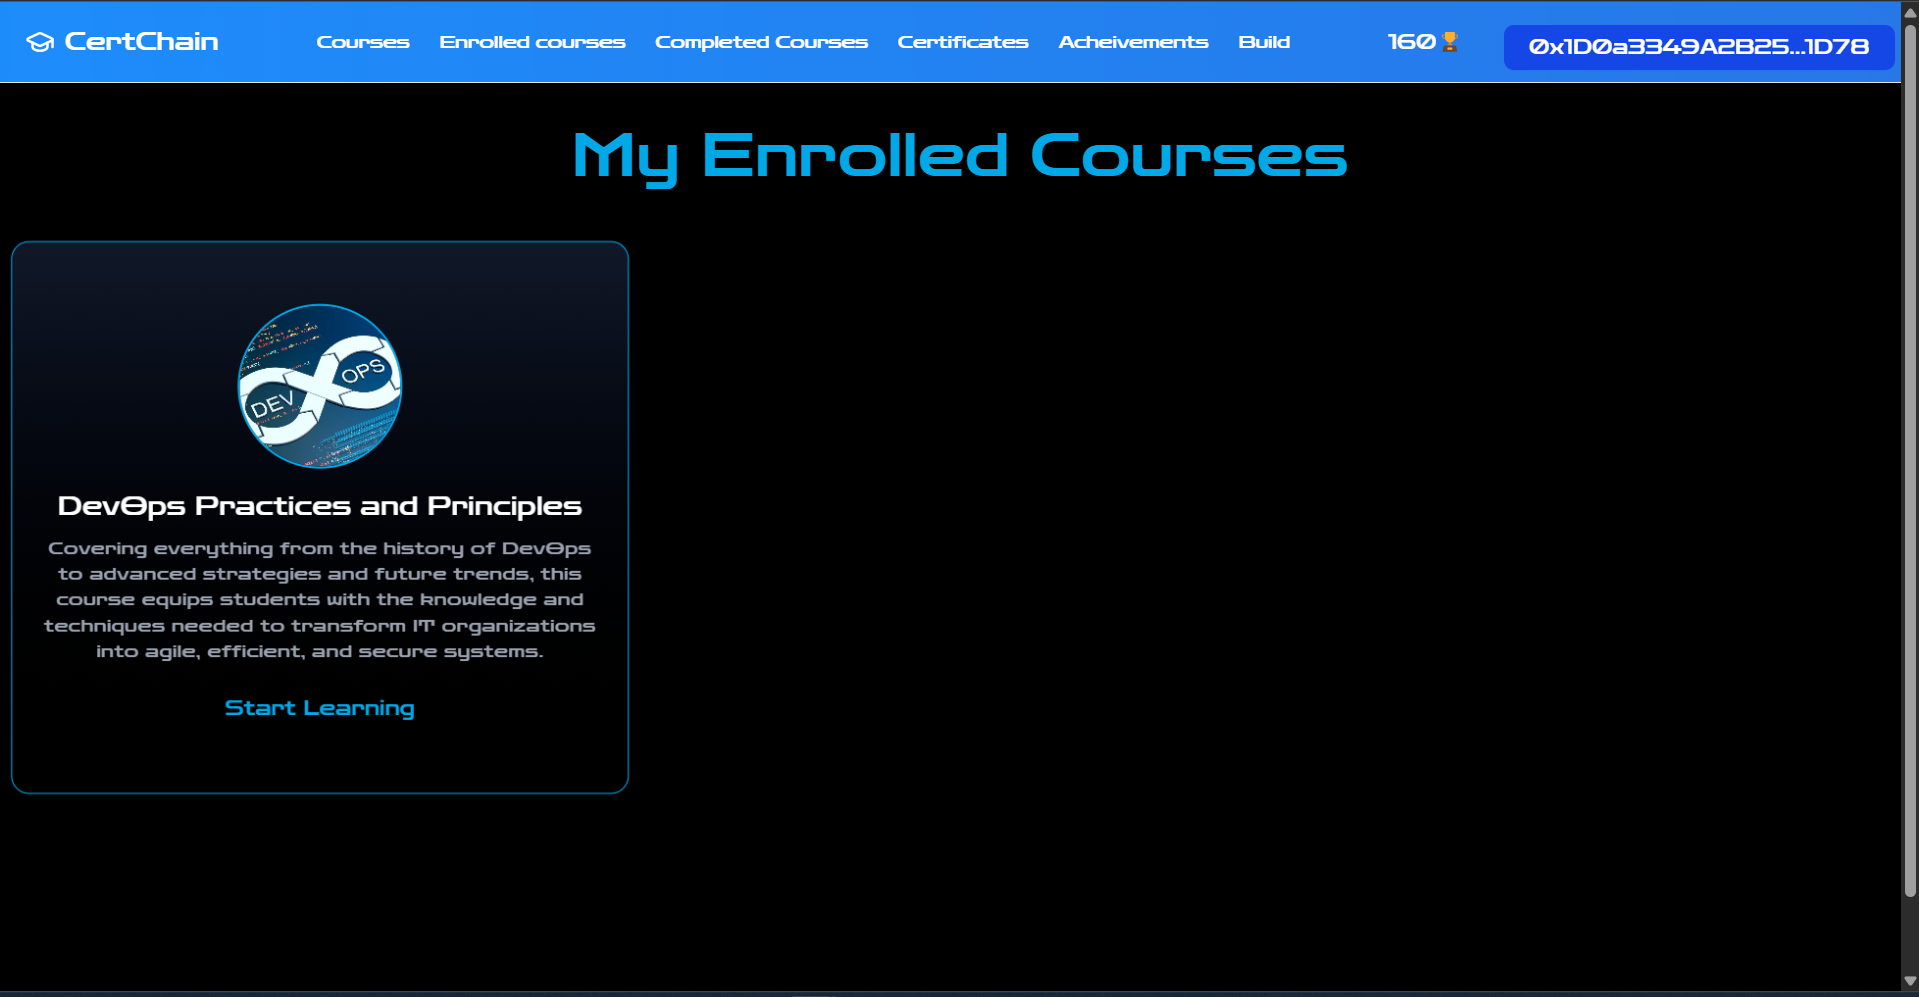 CertChain
Courses
Enrolled courses
Completed Courses
Certificates
Acheivements
Build
160
0x1D0a3349A2B25...1D78
My Enrolled Courses
DEV
OPS
DevOps Practices and Principles
Covering everything from the history of DevOps
to advanced strategies and future trends, this
course equips students with the knowledge and
techniques needed to transform IT organizations
into agile, efficient, and secure systems.
Start Learning